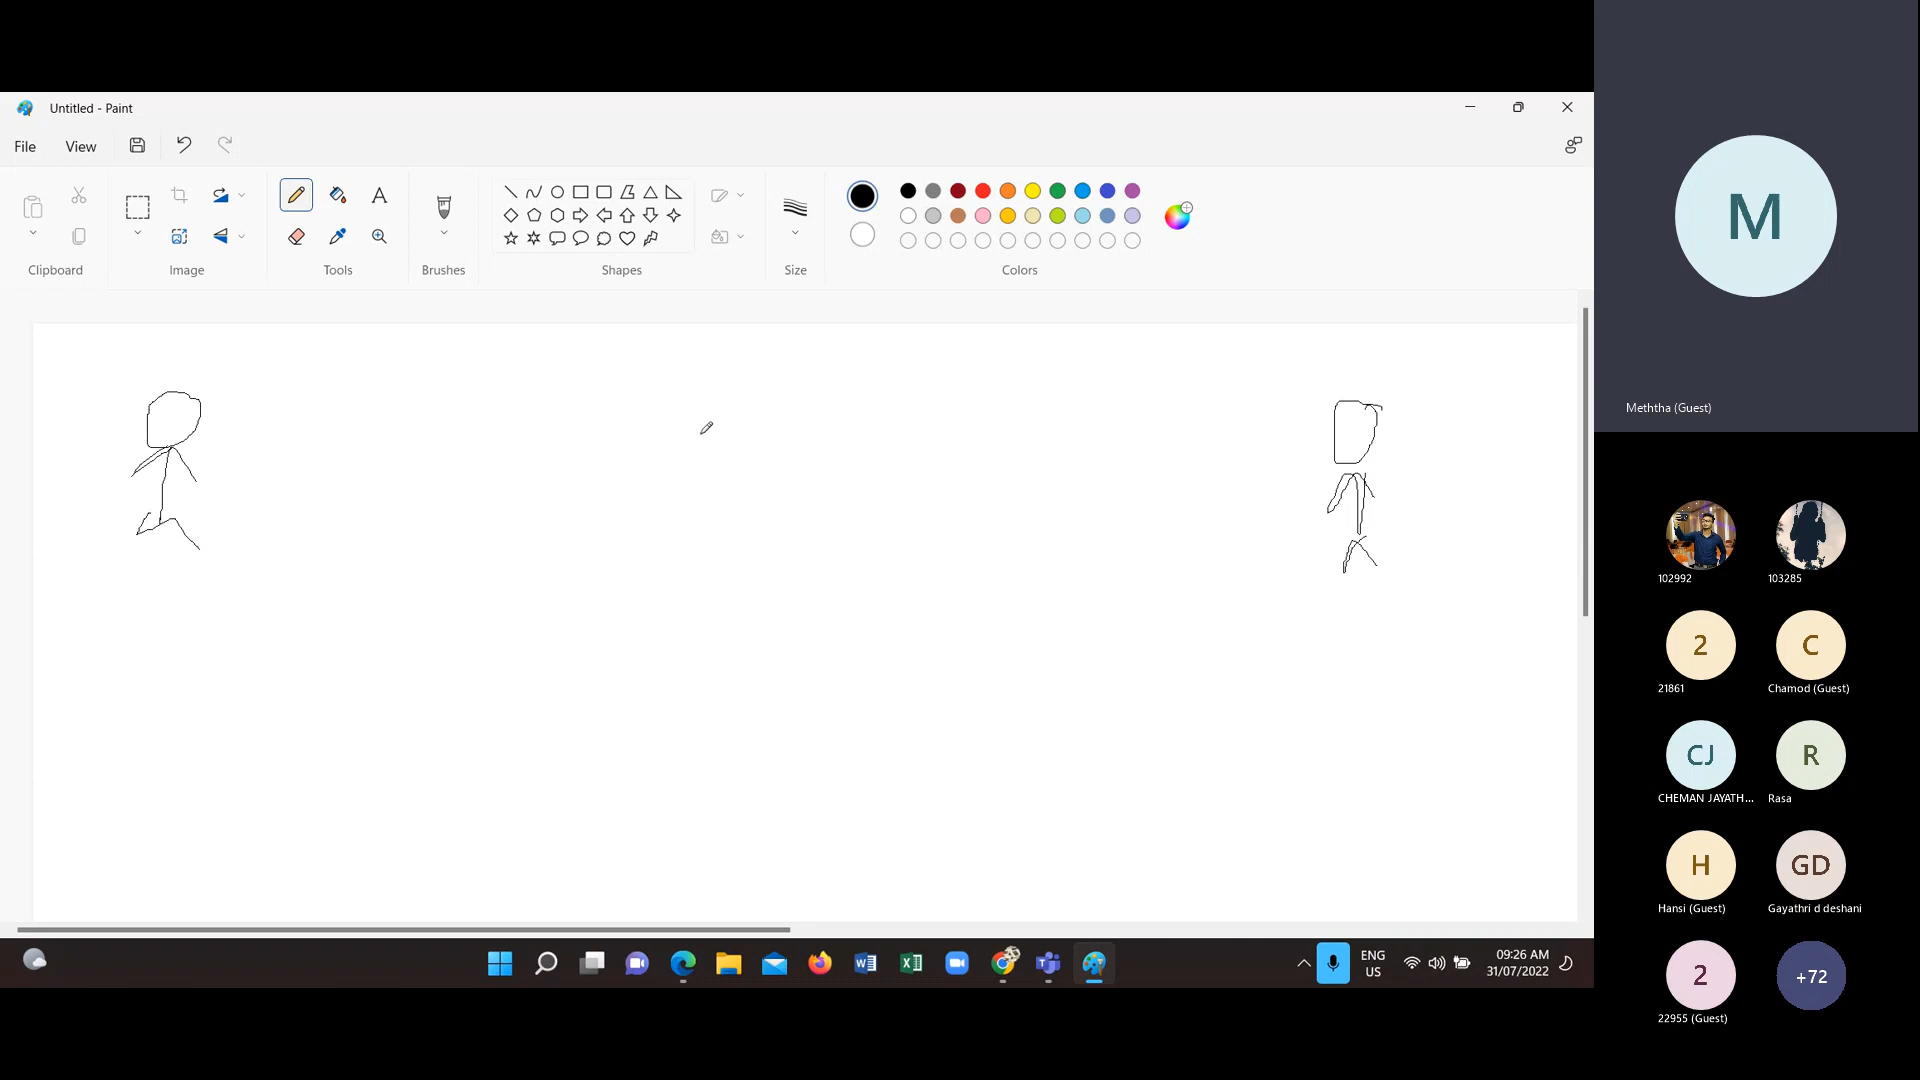 Untitled - Paint
File View
Clipboard Image Tools Brushes Shapes Size Colors
A
M
Meththa (Guest)
102992 103285
2 C
21861 Chamod (Guest)
CJ R
CHEMAN JAYATH... Rasa
H GD
Hansi (Guest) Gayathri d deshani
2 +72
22955 (Guest)
ENG
US
09:26 AM
31/07/2022